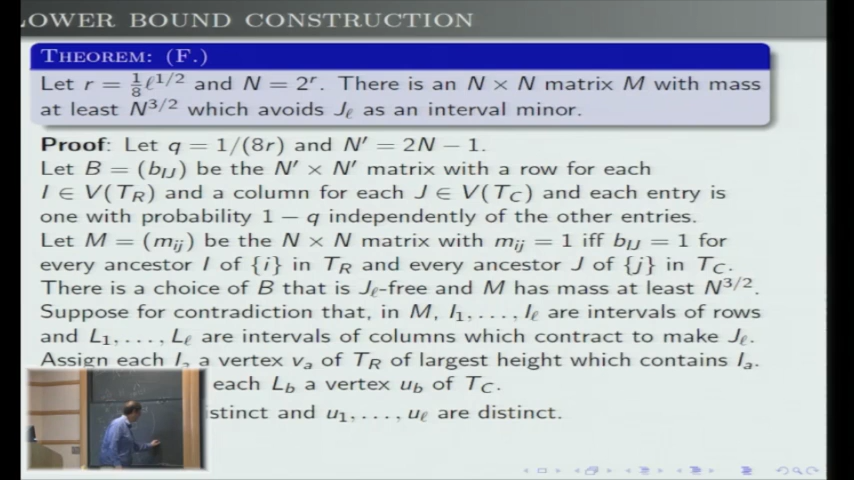 LOWER BOUND CONSTRUCTION
THEOREM: (F.)
Let r = 1/8 ℓ^{1/2} and N = 2^r. There is an N × N matrix M with mass
at least N^{3/2} which avoids J_ℓ as an interval minor.
Proof: Let q = 1/(8r) and N′ = 2N − 1.
Let B = (b_{IJ}) be the N′ × N′ matrix with a row for each
I ∈ V(T_R) and a column for each J ∈ V(T_C) and each entry is
one with probability 1 − q independently of the other entries.
Let M = (m_{ij}) be the N × N matrix with m_{ij} = 1 iff b_{IJ} = 1 for
every ancestor I of {i} in T_R and every ancestor J of {j} in T_C.
There is a choice of B that is J_ℓ-free and M has mass at least N^{3/2}.
Suppose for contradiction that, in M, I_1, . . . , I_ℓ are intervals of rows
and L_1, . . . , L_ℓ are intervals of columns which contract to make J_ℓ.
Assign each I_a a vertex v_a of T_R of largest height which contains I_a.
each L_b a vertex u_b of T_C.
istinct and u_1, . . . , u_ℓ are distinct.